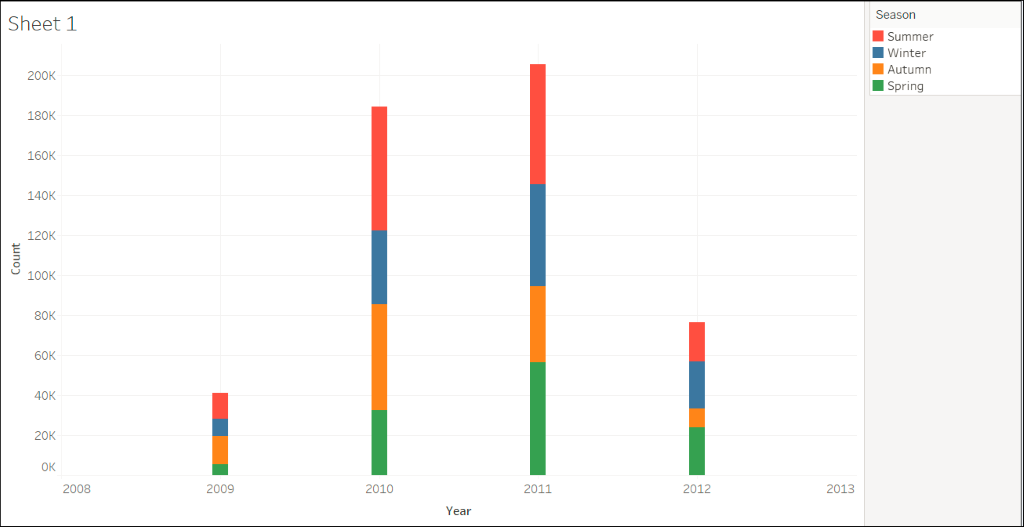 Sheet 1
Season
Summer
Winter
Autumn
Spring
Count
200K
180K
160K
140K
120K
100K
80K
60K
40K
20K
0K
2008 2009 2010 2011 2012 2013
Year